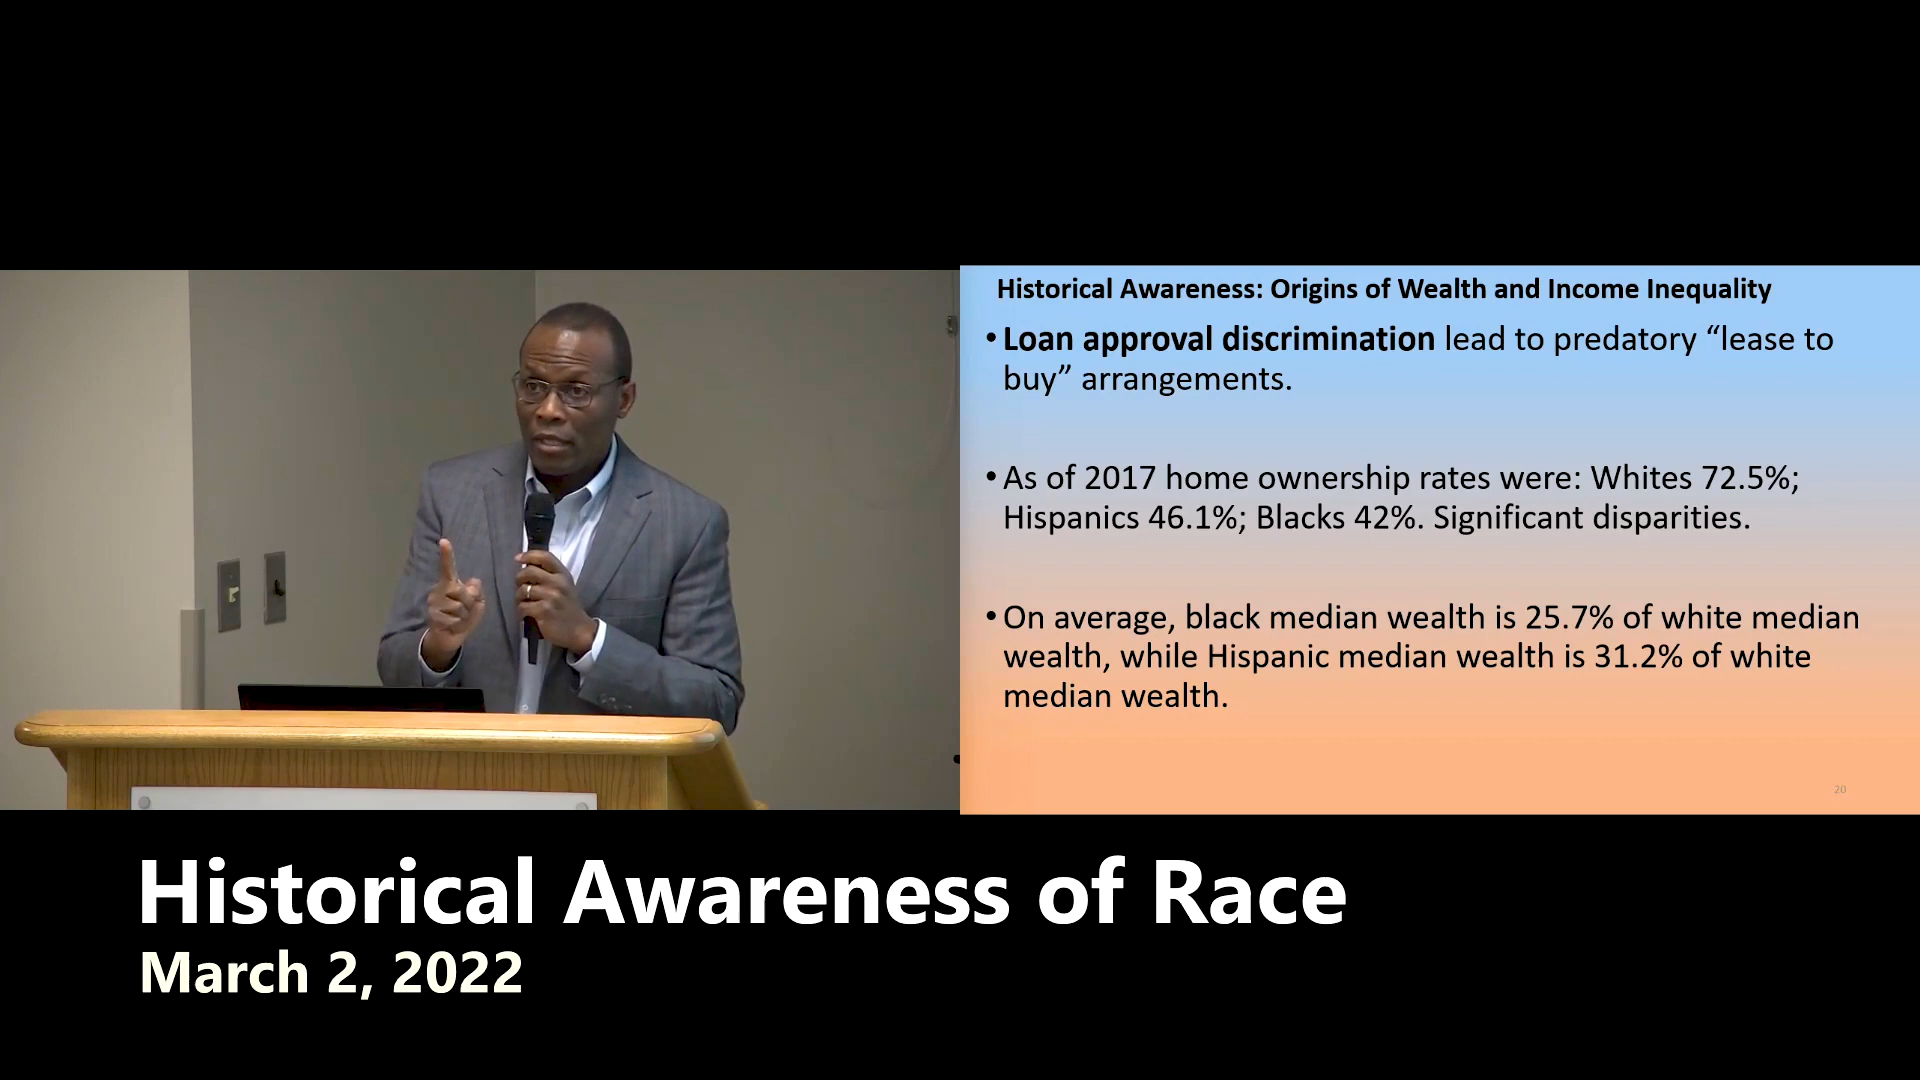 Historical Awareness: Origins of Wealth and Income Inequality
• Loan approval discrimination lead to predatory “lease to
buy” arrangements.
• As of 2017 home ownership rates were: Whites 72.5%;
Hispanics 46.1%; Blacks 42%. Significant disparities.
• On average, black median wealth is 25.7% of white median
wealth, while Hispanic median wealth is 31.2% of white
median wealth.
20
Historical Awareness of Race
March 2, 2022